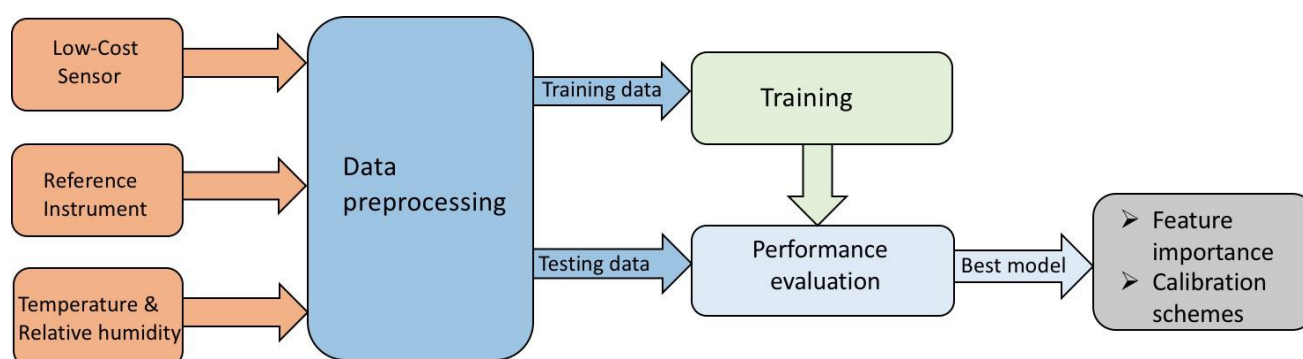 Low-Cost
Sensor
Reference
Instrument
Temperature &
Relative humidity
Data
preprocessing
Training data
Testing data
Training
Performance
evaluation
Best model
➢ Feature
importance
➢ Calibration
schemes